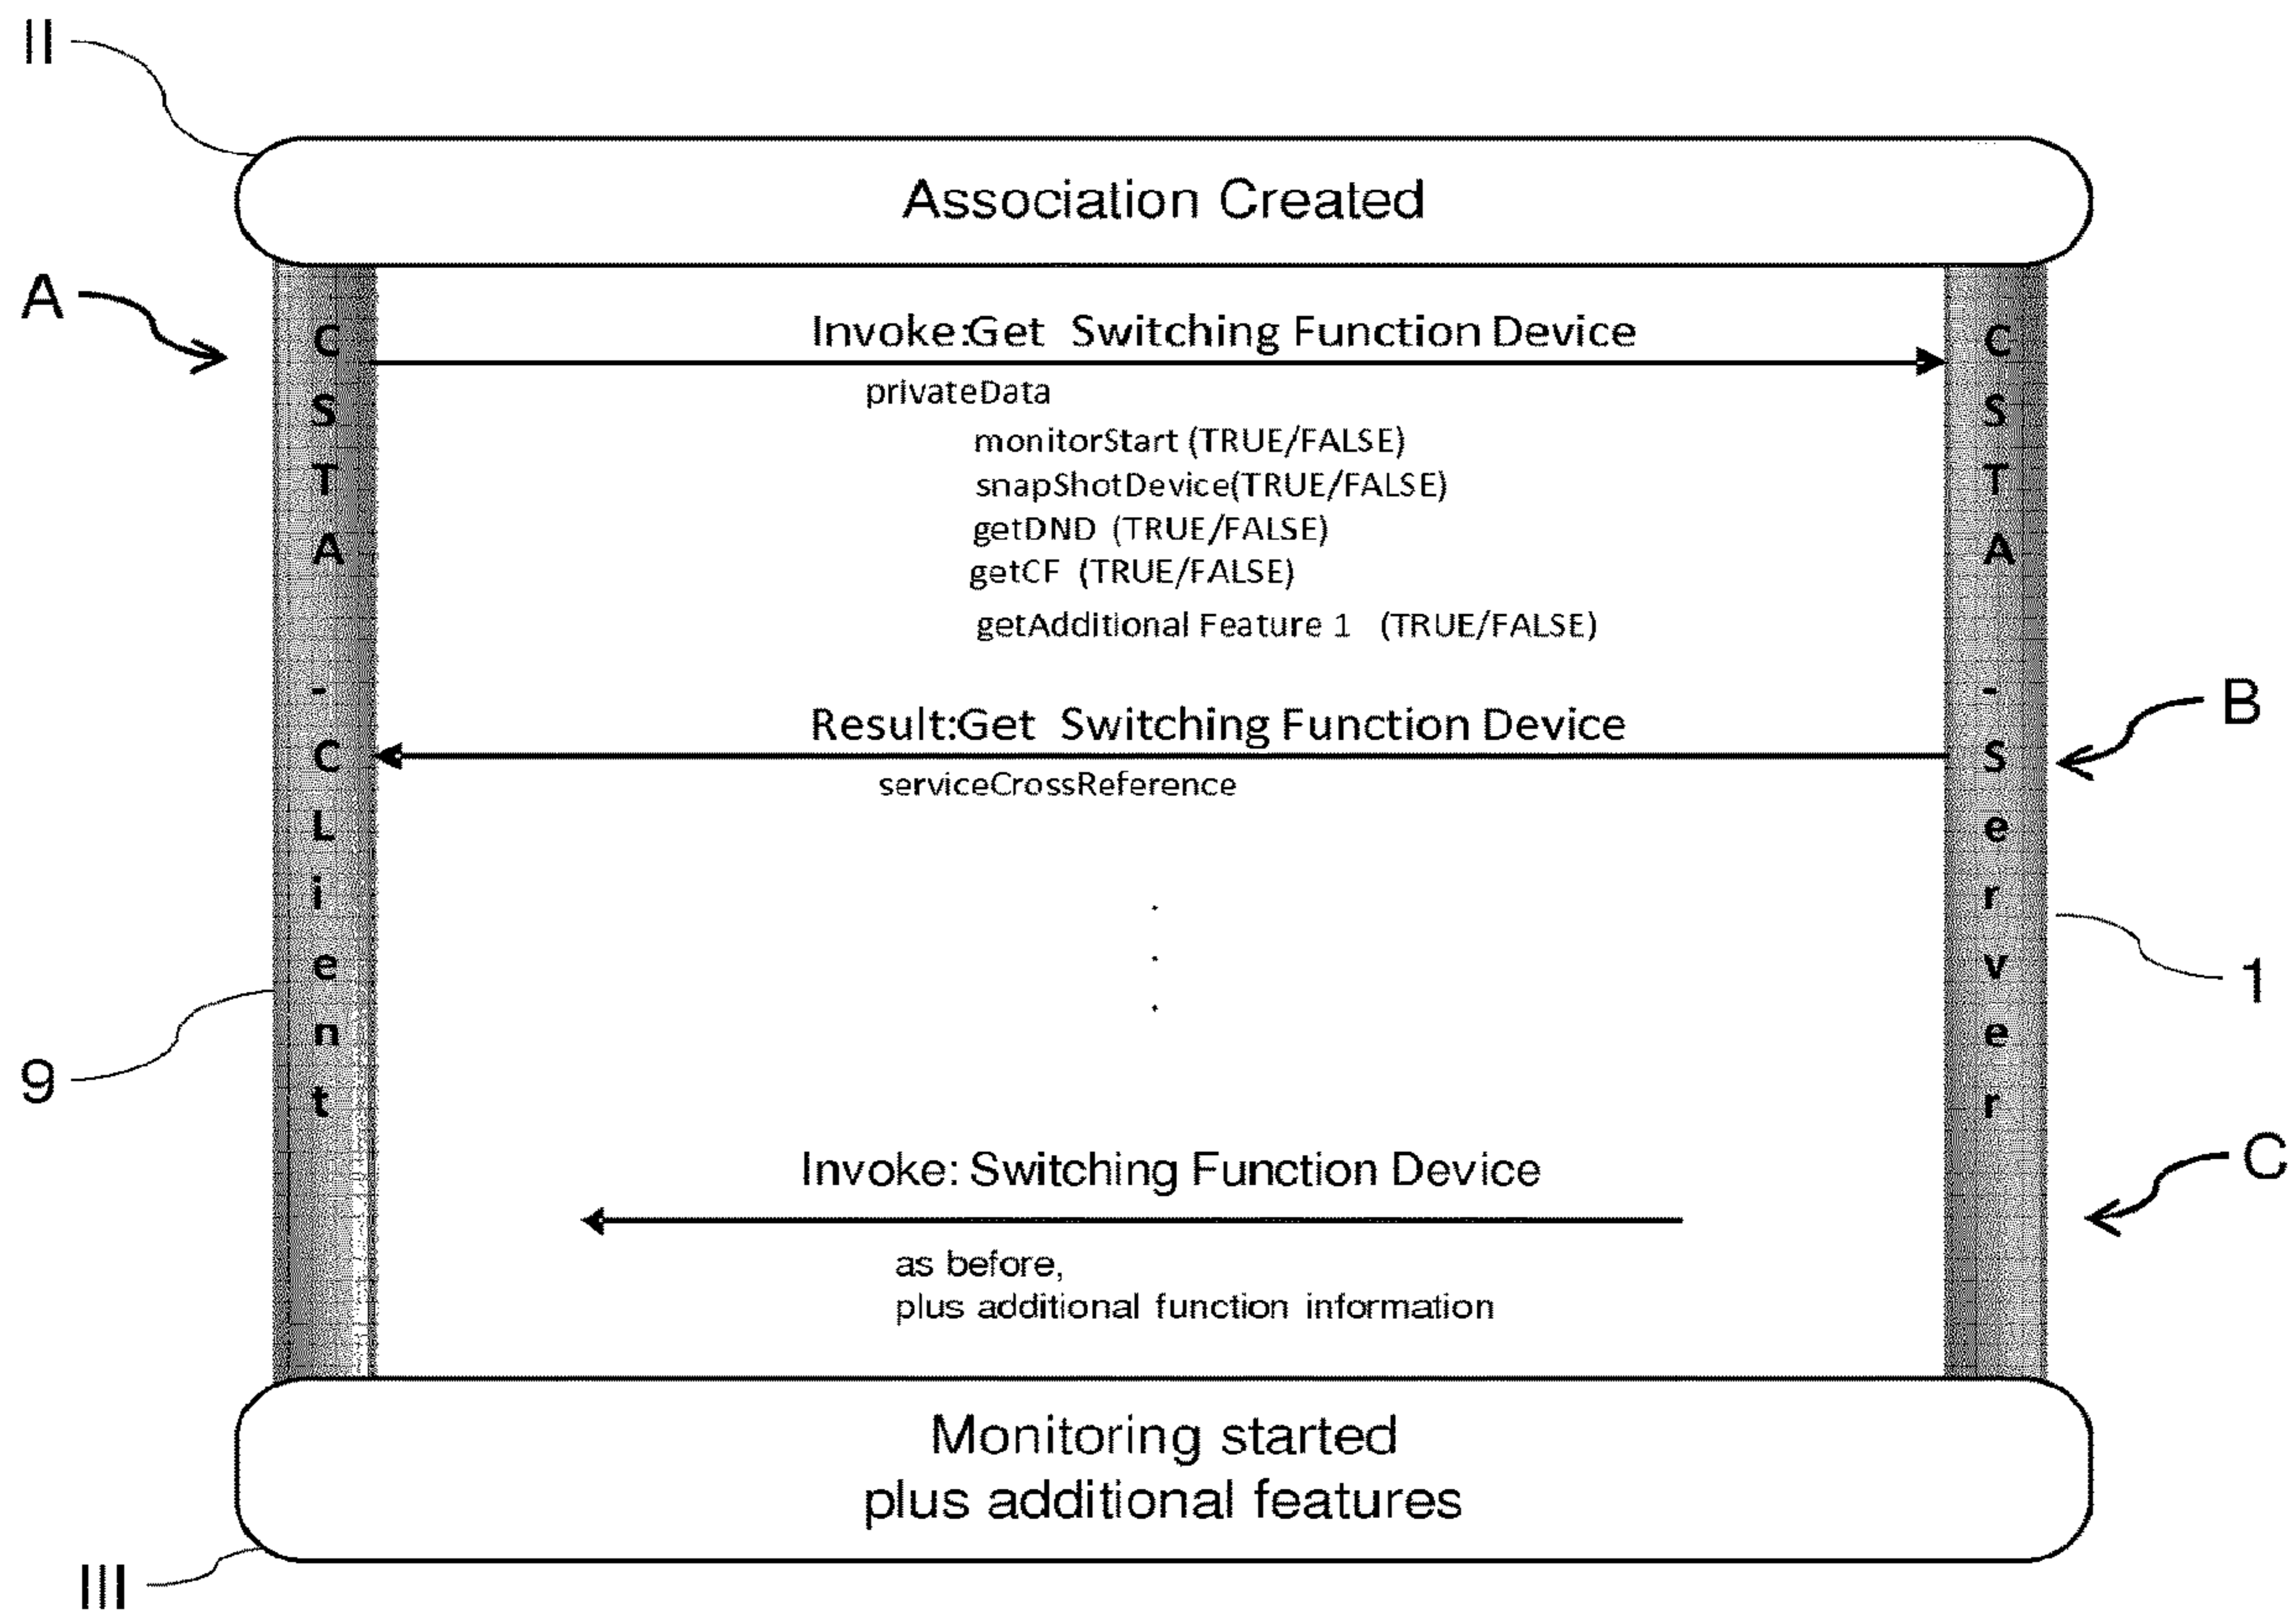 II
Association Created
A
Invoke:Get Switching Function Device
privateData
monitorStart (TRUE/FALSE)
snapShotDevice(TRUE/FALSE)
getDND (TRUE/FALSE)
getCF (TRUE/FALSE)
getAdditional Feature 1 (TRUE/FALSE)
B
Result:Get Switching Function Device
serviceCrossReference
CSTA-CLient
CSTA-Server
1
9
Invoke: Switching Function Device
C
as before,
plus additional function information
Monitoring started
plus additional features
III